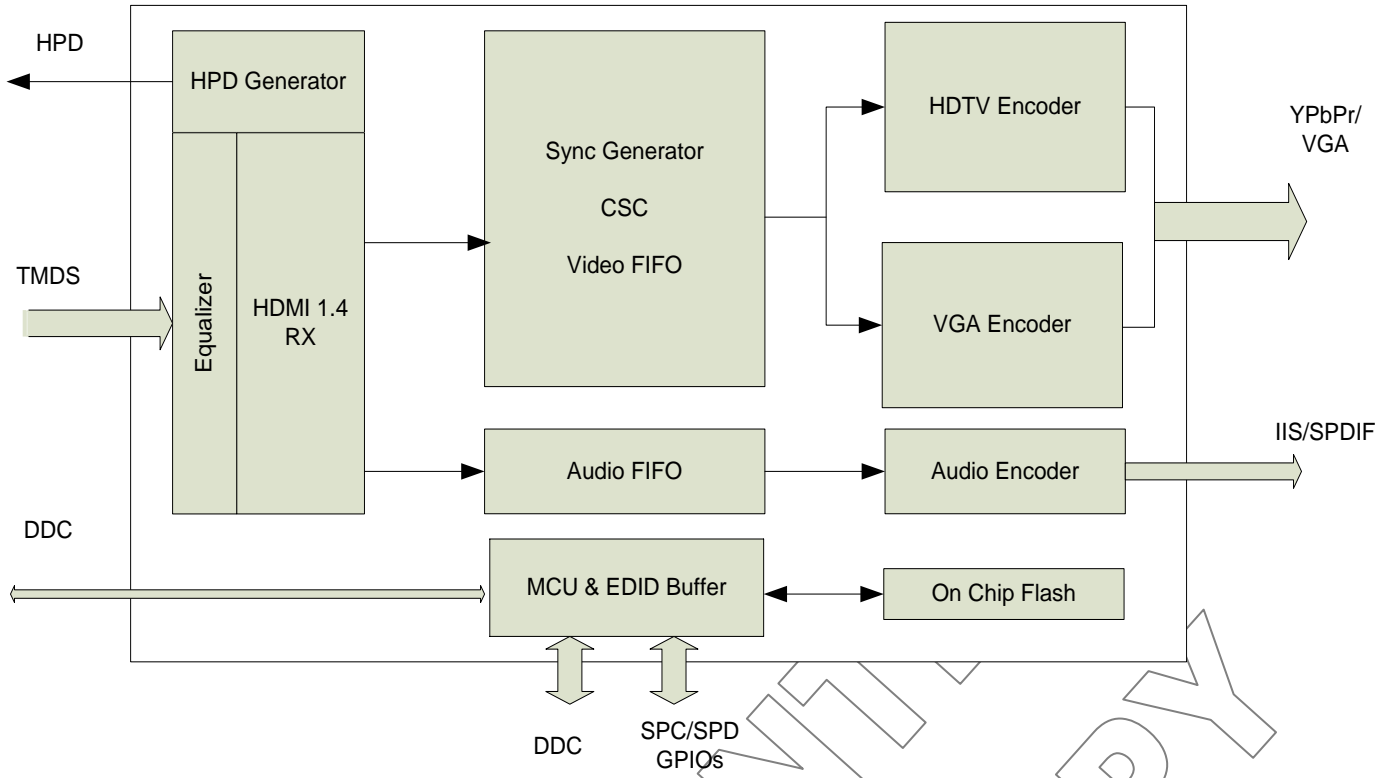 HPD
HPD Generator
HDTV Encoder
YPbPr/
VGA
Sync Generator
CSC
Video FIFO
TMDS
Equalizer
HDMI 1.4
RX
VGA Encoder
IIS/SPDIF
Audio FIFO
Audio Encoder
DDC
MCU & EDID Buffer
On Chip Flash
DDC
SPC/SPD
GPIOs